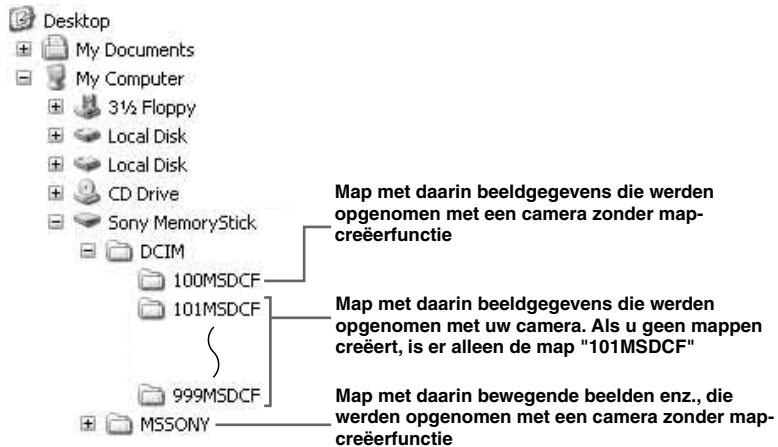 Desktop
My Documents
My Computer
3½ Floppy
Local Disk
Local Disk
CD Drive
Sony MemoryStick
DCIM
100MSDCF
101MSDCF
999MSDCF
MSSONY
Map met daarin beeldgegevens die werden
opgenomen met een camera zonder map-
creëerfunctie
Map met daarin beeldgegevens die werden
opgenomen met uw camera. Als u geen mappen
creëert, is er alleen de map "101MSDCF"
Map met daarin bewegende beelden enz., die
werden opgenomen met een camera zonder map-
creëerfunctie